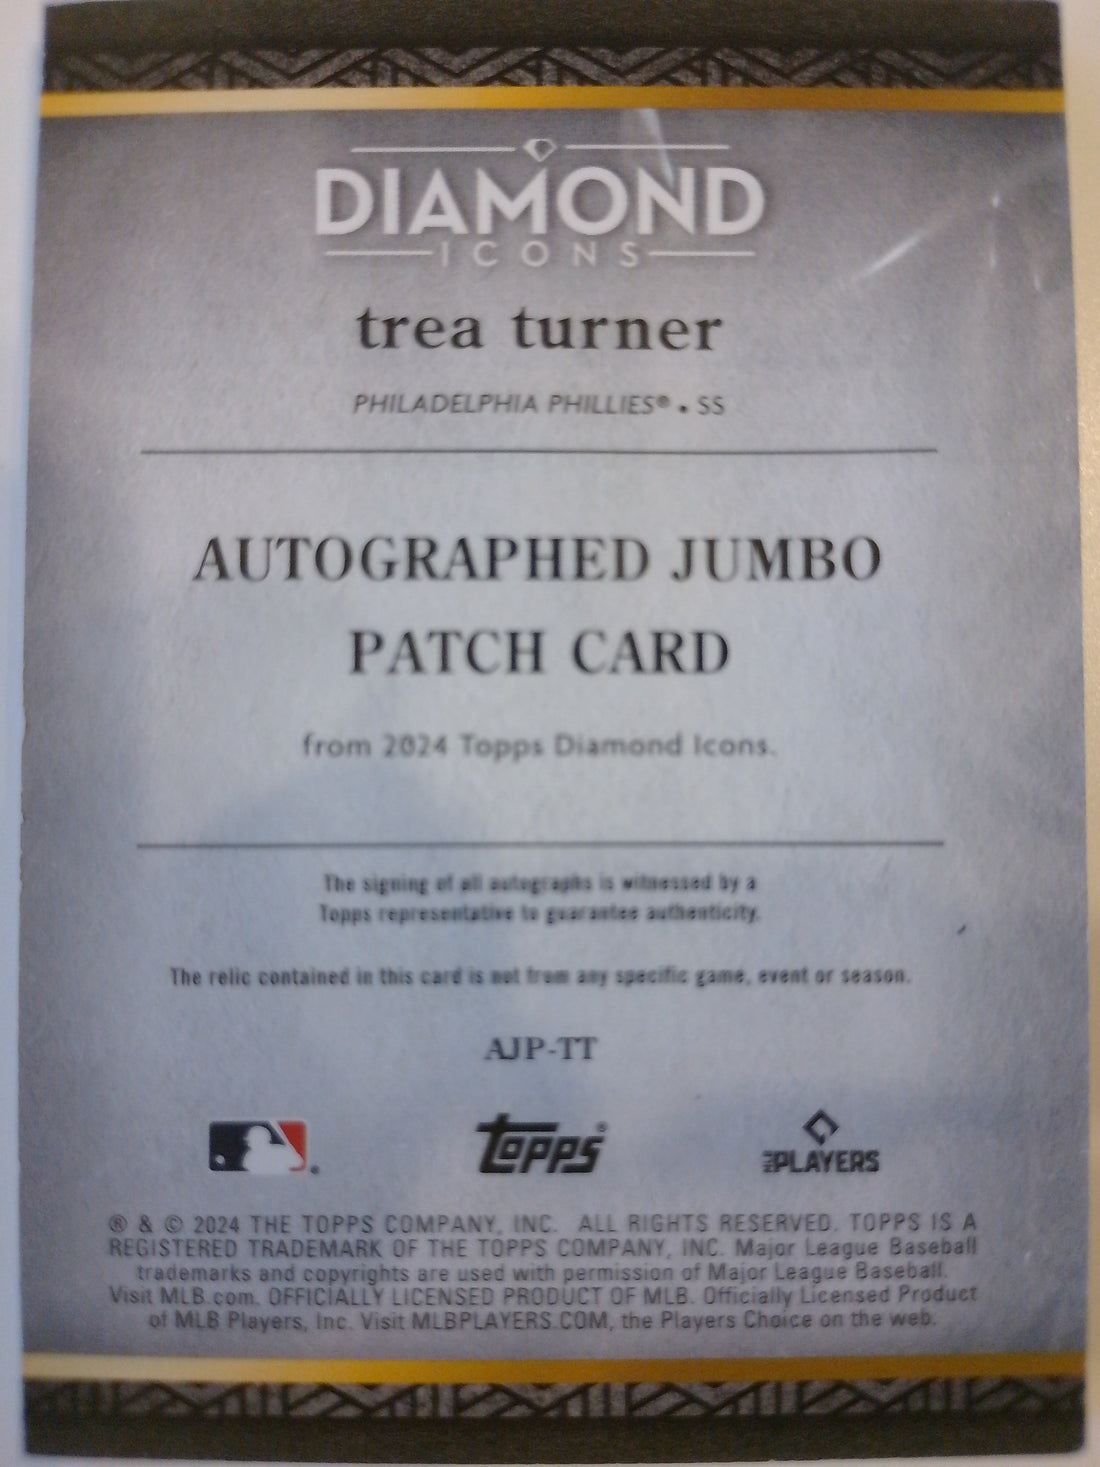 DIAMOND
ICONS
trea turner
PHILADELPHIA PHILLIES® • SS
AUTOGRAPHED JUMBO
PATCH CARD
from 2024 Topps Diamond Icons.
The signing of all autographs is witnessed by a
Topps representative to guarantee authenticity.
The relic contained in this card is not from any specific game, event or season.
AJP-TT
topps®
MLB PLAYERS
® & © 2024 THE TOPPS COMPANY, INC. ALL RIGHTS RESERVED. TOPPS IS A
REGISTERED TRADEMARK OF THE TOPPS COMPANY, INC. Major League Baseball
trademarks and copyrights are used with permission of Major League Baseball.
Visit MLB.com. OFFICIALLY LICENSED PRODUCT OF MLB. Officially Licensed Product
of MLB Players, Inc. Visit MLBPLAYERS.COM, the Players Choice on the web.